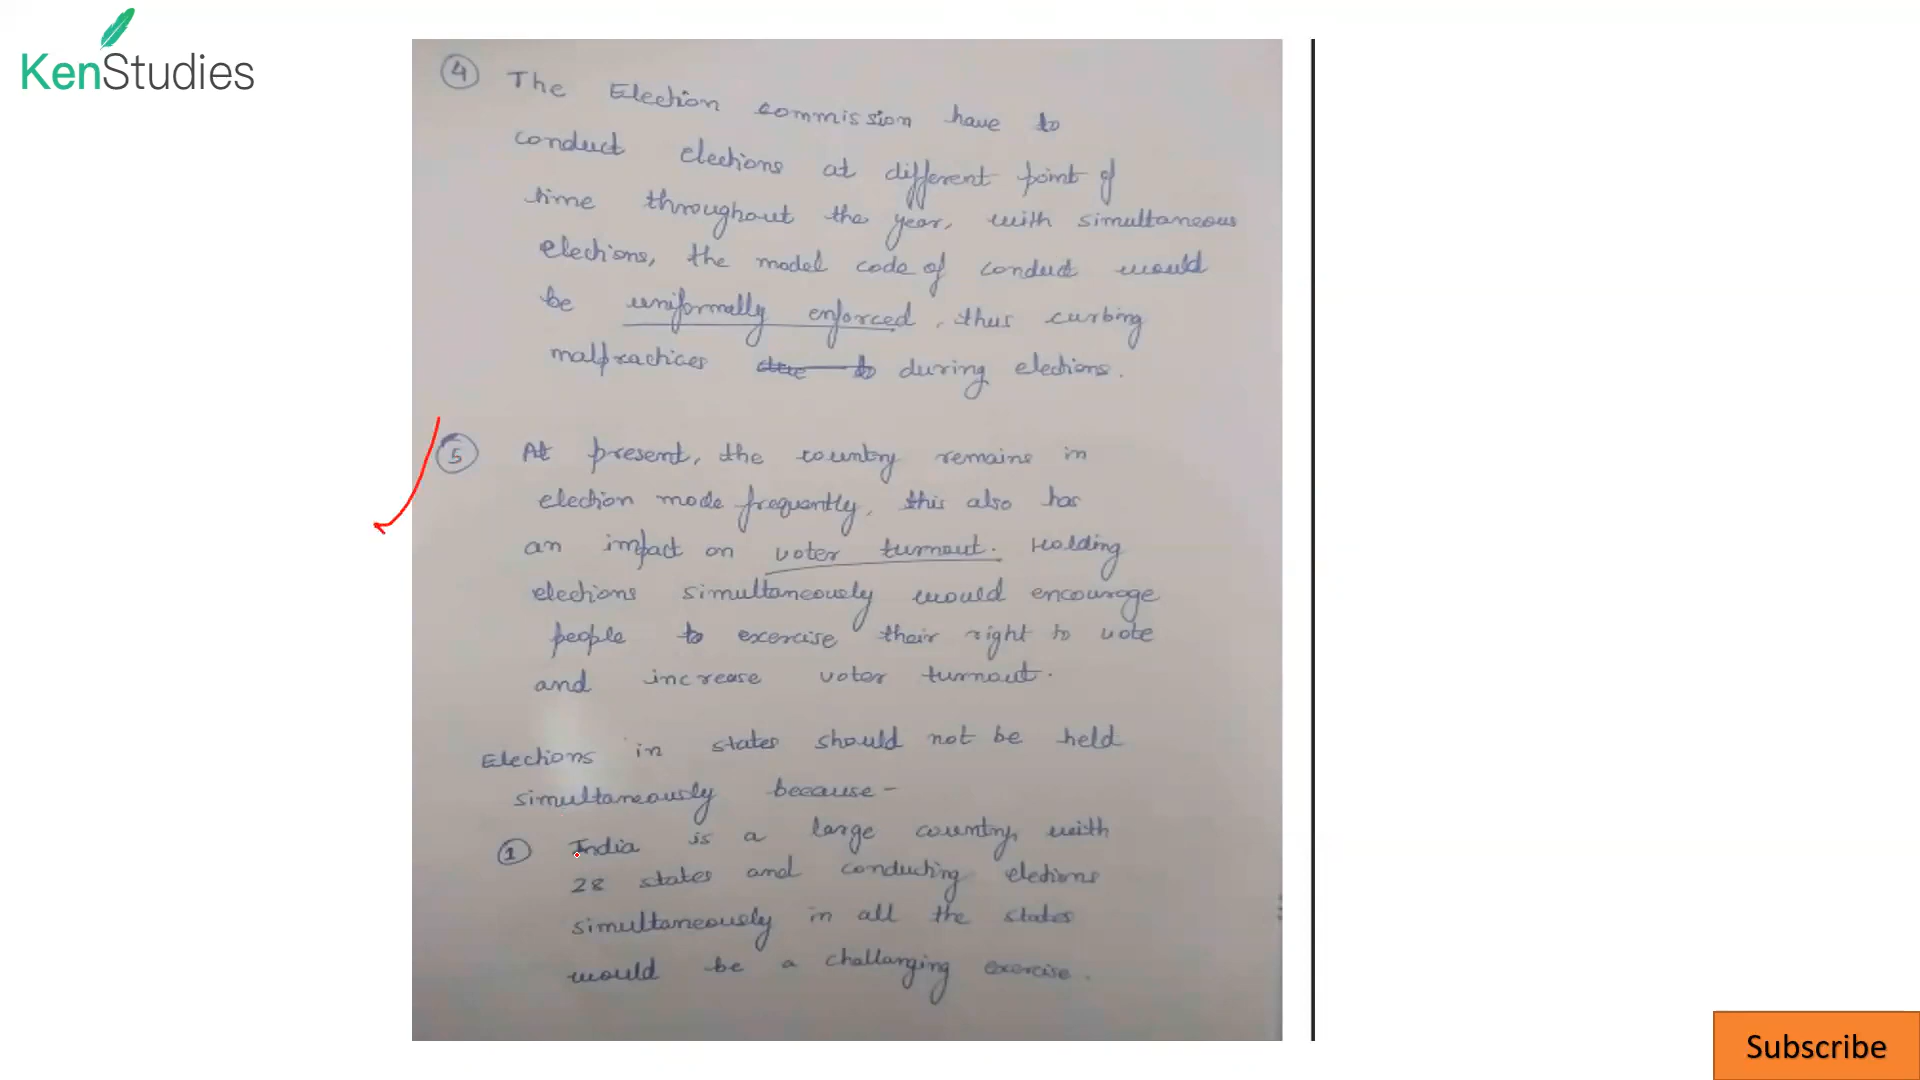 KenStudies
4 The Election commission have to
conduct elections at different point of
time throughout the year, with simultaneous
elections, the model code of conduct would
be uniformally enforced, thus curbing
malpractices during elections.
5 At present, the country remains in
election mode frequently, this also has
an impact on voter turnout. Holding
elections simultaneously would encourage
people to exercise their right to vote
and increase voter turnout.
Elections in states should not be held
simultaneously because -
1 India is a large country, with
28 states and conducting elections
simultaneously in all the states
would be a challanging exercise.
Subscribe